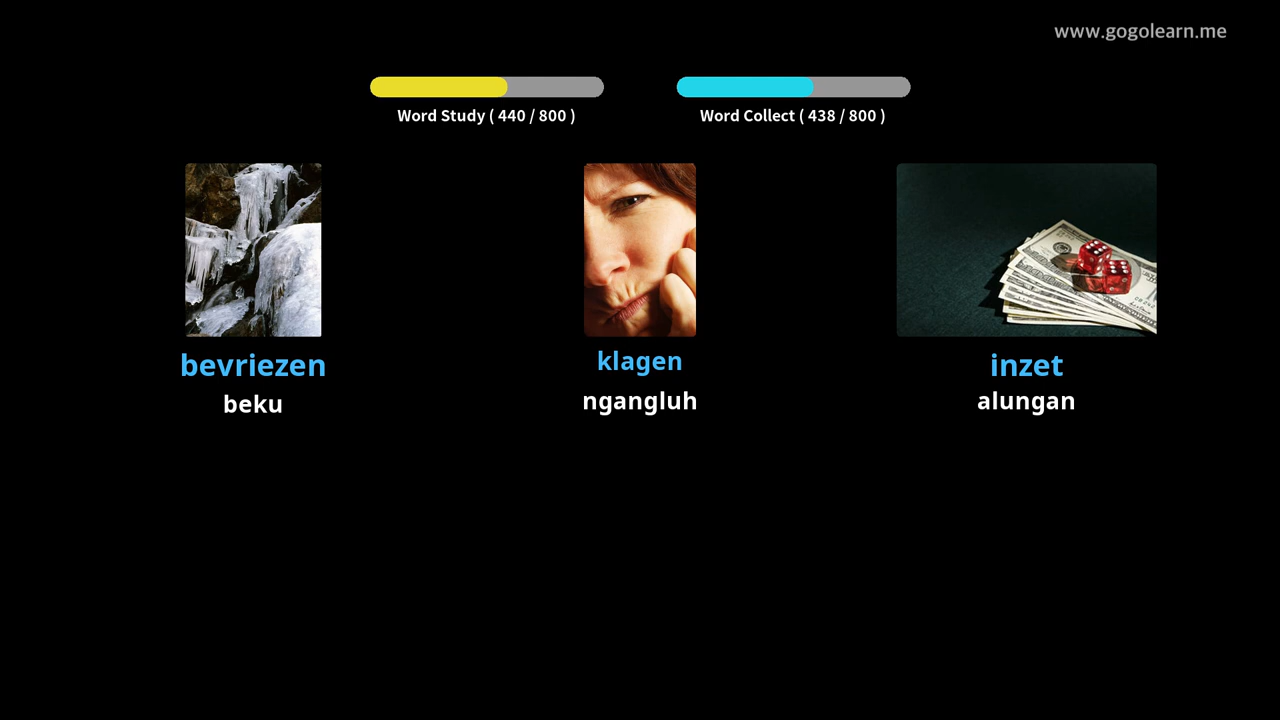 www.gogolearn.me
Word Study ( 440 / 800 )
Word Collect ( 438 / 800 )
bevriezen
beku
klagen
ngangluh
inzet
alungan